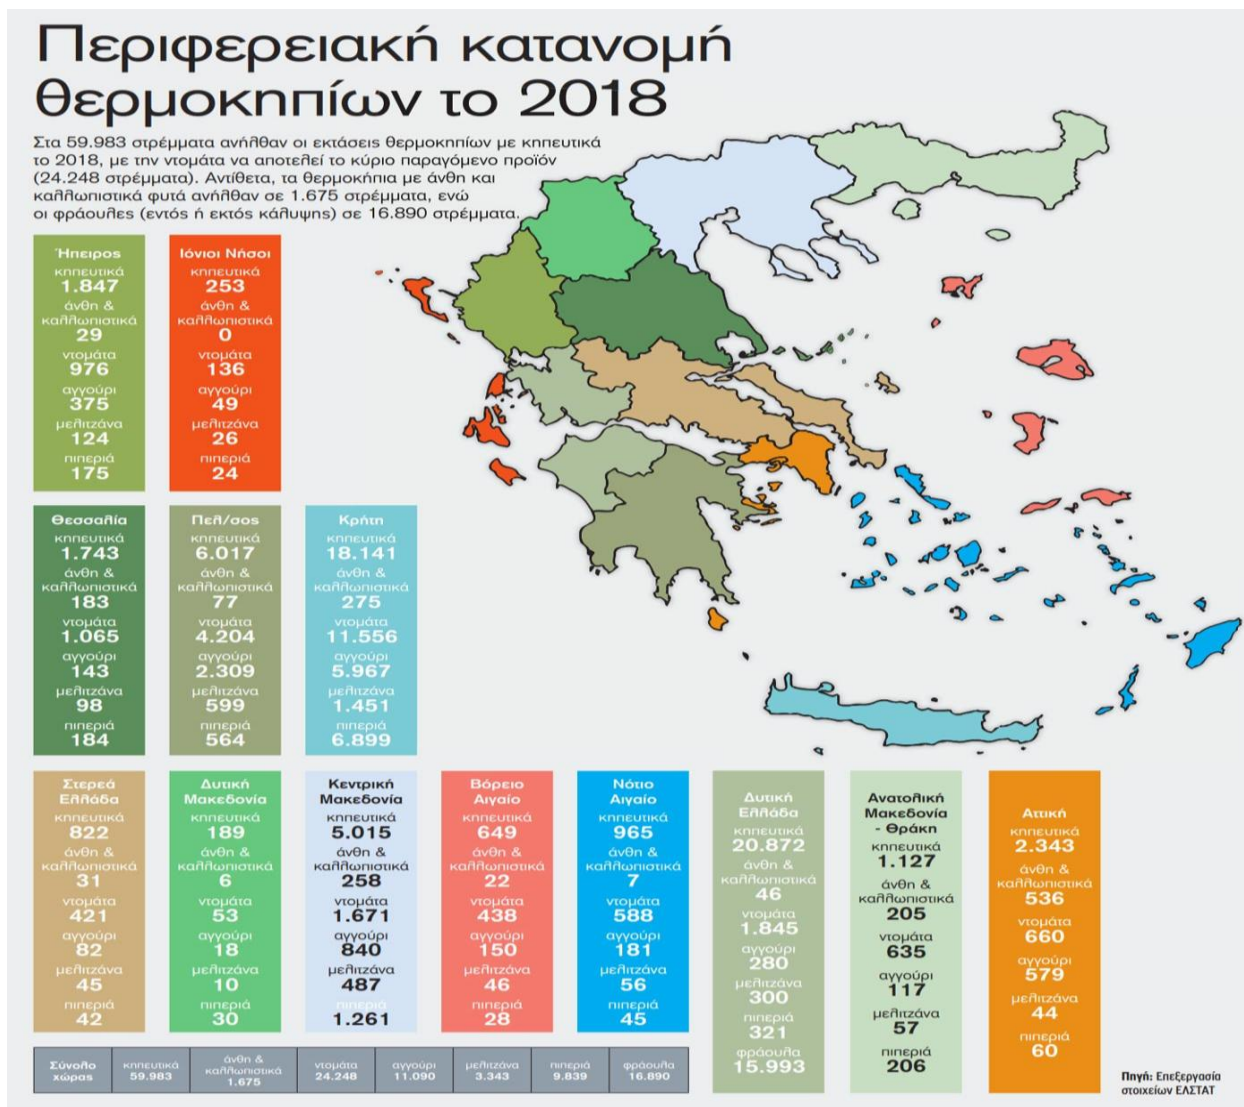 Περιφερειακή κατανομή
θερμοκηπίων το 2018
Στα 59.983 στρέμματα ανήλθαν οι εκτάσεις θερμοκηπίων με κηπευτικά
το 2018, με την ντομάτα να αποτελεί το κύριο παραγόμενο προϊόν
(24.248 στρέμματα). Αντίθετα, τα θερμοκήπια με άνθη και
καλλωπιστικά φυτά ανήλθαν σε 1.675 στρέμματα, ενώ
οι φράουλες (εντός ή εκτός κάλυψης) σε 16.890 στρέμματα.
Ήπειρος
κηπευτικά
1.847
άνθη &
καλλωπιστικά
29
ντομάτα
976
αγγούρι
375
μελιτζάνα
124
πιπεριά
175
Ιόνιοι Νήσοι
κηπευτικά
253
άνθη &
καλλωπιστικά
0
ντομάτα
136
αγγούρι
49
μελιτζάνα
26
πιπεριά
24
Θεσσαλία
κηπευτικά
1.743
άνθη &
καλλωπιστικά
183
ντομάτα
1.065
αγγούρι
143
μελιτζάνα
98
πιπεριά
184
Πελ/σος
κηπευτικά
6.017
άνθη &
καλλωπιστικά
77
ντομάτα
4.204
αγγούρι
2.309
μελιτζάνα
599
πιπεριά
564
Κρήτη
κηπευτικά
18.141
άνθη &
καλλωπιστικά
275
ντομάτα
11.556
αγγούρι
5.967
μελιτζάνα
1.451
πιπεριά
6.899
Στερεά
Ελλάδα
κηπευτικά
822
άνθη &
καλλωπιστικά
31
ντομάτα
421
αγγούρι
82
μελιτζάνα
45
πιπεριά
42
Δυτική
Μακεδονία
κηπευτικά
189
άνθη &
καλλωπιστικά
6
ντομάτα
53
αγγούρι
18
μελιτζάνα
10
πιπεριά
30
Κεντρική
Μακεδονία
κηπευτικά
5.015
άνθη &
καλλωπιστικά
258
ντομάτα
1.671
αγγούρι
840
μελιτζάνα
487
πιπεριά
1.261
Βόρειο
Αιγαίο
κηπευτικά
649
άνθη &
καλλωπιστικά
22
ντομάτα
438
αγγούρι
150
μελιτζάνα
46
πιπεριά
28
Νότιο
Αιγαίο
κηπευτικά
965
άνθη &
καλλωπιστικά
7
ντομάτα
588
αγγούρι
181
μελιτζάνα
56
πιπεριά
45
Δυτική
Ελλάδα
κηπευτικά
20.872
άνθη &
καλλωπιστικά
46
ντομάτα
1.845
αγγούρι
280
μελιτζάνα
300
πιπεριά
321
φράουλα
15.993
Ανατολική
Μακεδονία
- Θράκη
κηπευτικά
1.127
άνθη &
καλλωπιστικά
205
ντομάτα
635
αγγούρι
117
μελιτζάνα
57
πιπεριά
206
Αττική
κηπευτικά
2.343
άνθη &
καλλωπιστικά
536
ντομάτα
660
αγγούρι
579
μελιτζάνα
44
πιπεριά
60
Σύνολο
χώρας
κηπευτικά
59.983
άνθη &
καλλωπιστικά
1.675
ντομάτα
24.248
αγγούρι
11.090
μελιτζάνα
3.343
πιπεριά
9.839
φράουλα
16.890
Πηγή: Επεξεργασία
στοιχείων ΕΛΣΤΑΤ